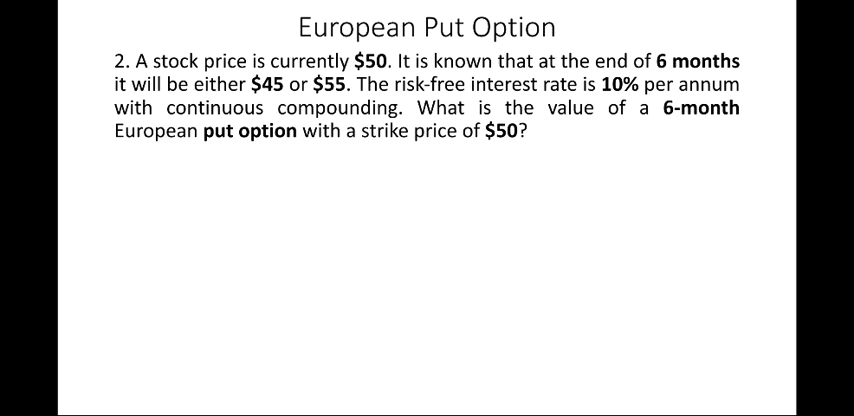 European Put Option
2. A stock price is currently $50. It is known that at the end of 6 months
it will be either $45 or $55. The risk-free interest rate is 10% per annum
with continuous compounding. What is the value of a 6-month
European put option with a strike price of $50?